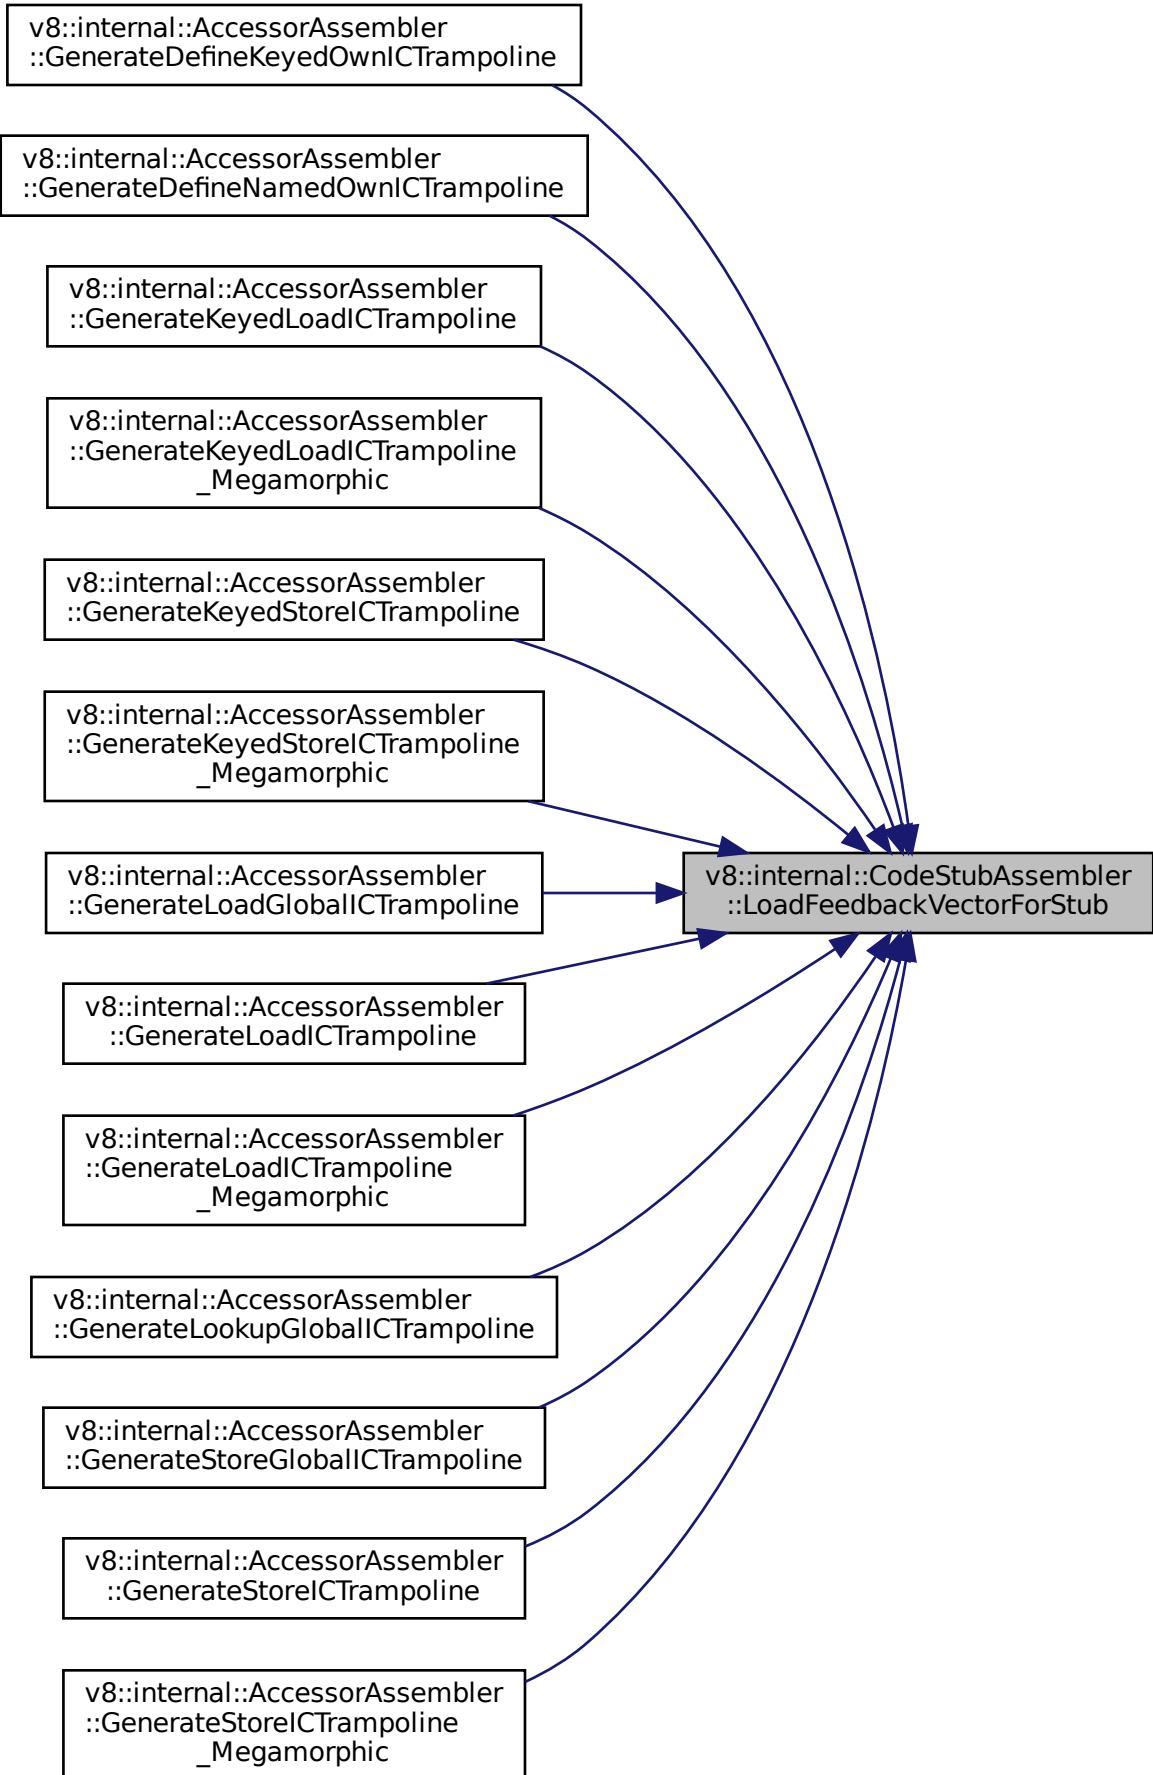 v8::internal::AccessorAssembler
::GenerateDefineKeyedOwnICTrampoline
v8::internal::AccessorAssembler
::GenerateDefineNamedOwnICTrampoline
v8::internal::AccessorAssembler
::GenerateKeyedLoadICTrampoline
v8::internal::AccessorAssembler
::GenerateKeyedLoadICTrampoline
_Megamorphic
v8::internal::AccessorAssembler
::GenerateKeyedStoreICTrampoline
v8::internal::AccessorAssembler
::GenerateKeyedStoreICTrampoline
_Megamorphic
v8::internal::AccessorAssembler
::GenerateLoadGlobalICTrampoline
v8::internal::CodeStubAssembler
::LoadFeedbackVectorForStub
v8::internal::AccessorAssembler
::GenerateLoadICTrampoline
v8::internal::AccessorAssembler
::GenerateLoadICTrampoline
_Megamorphic
v8::internal::AccessorAssembler
::GenerateLookupGlobalICTrampoline
v8::internal::AccessorAssembler
::GenerateStoreGlobalICTrampoline
v8::internal::AccessorAssembler
::GenerateStoreICTrampoline
v8::internal::AccessorAssembler
::GenerateStoreICTrampoline
_Megamorphic